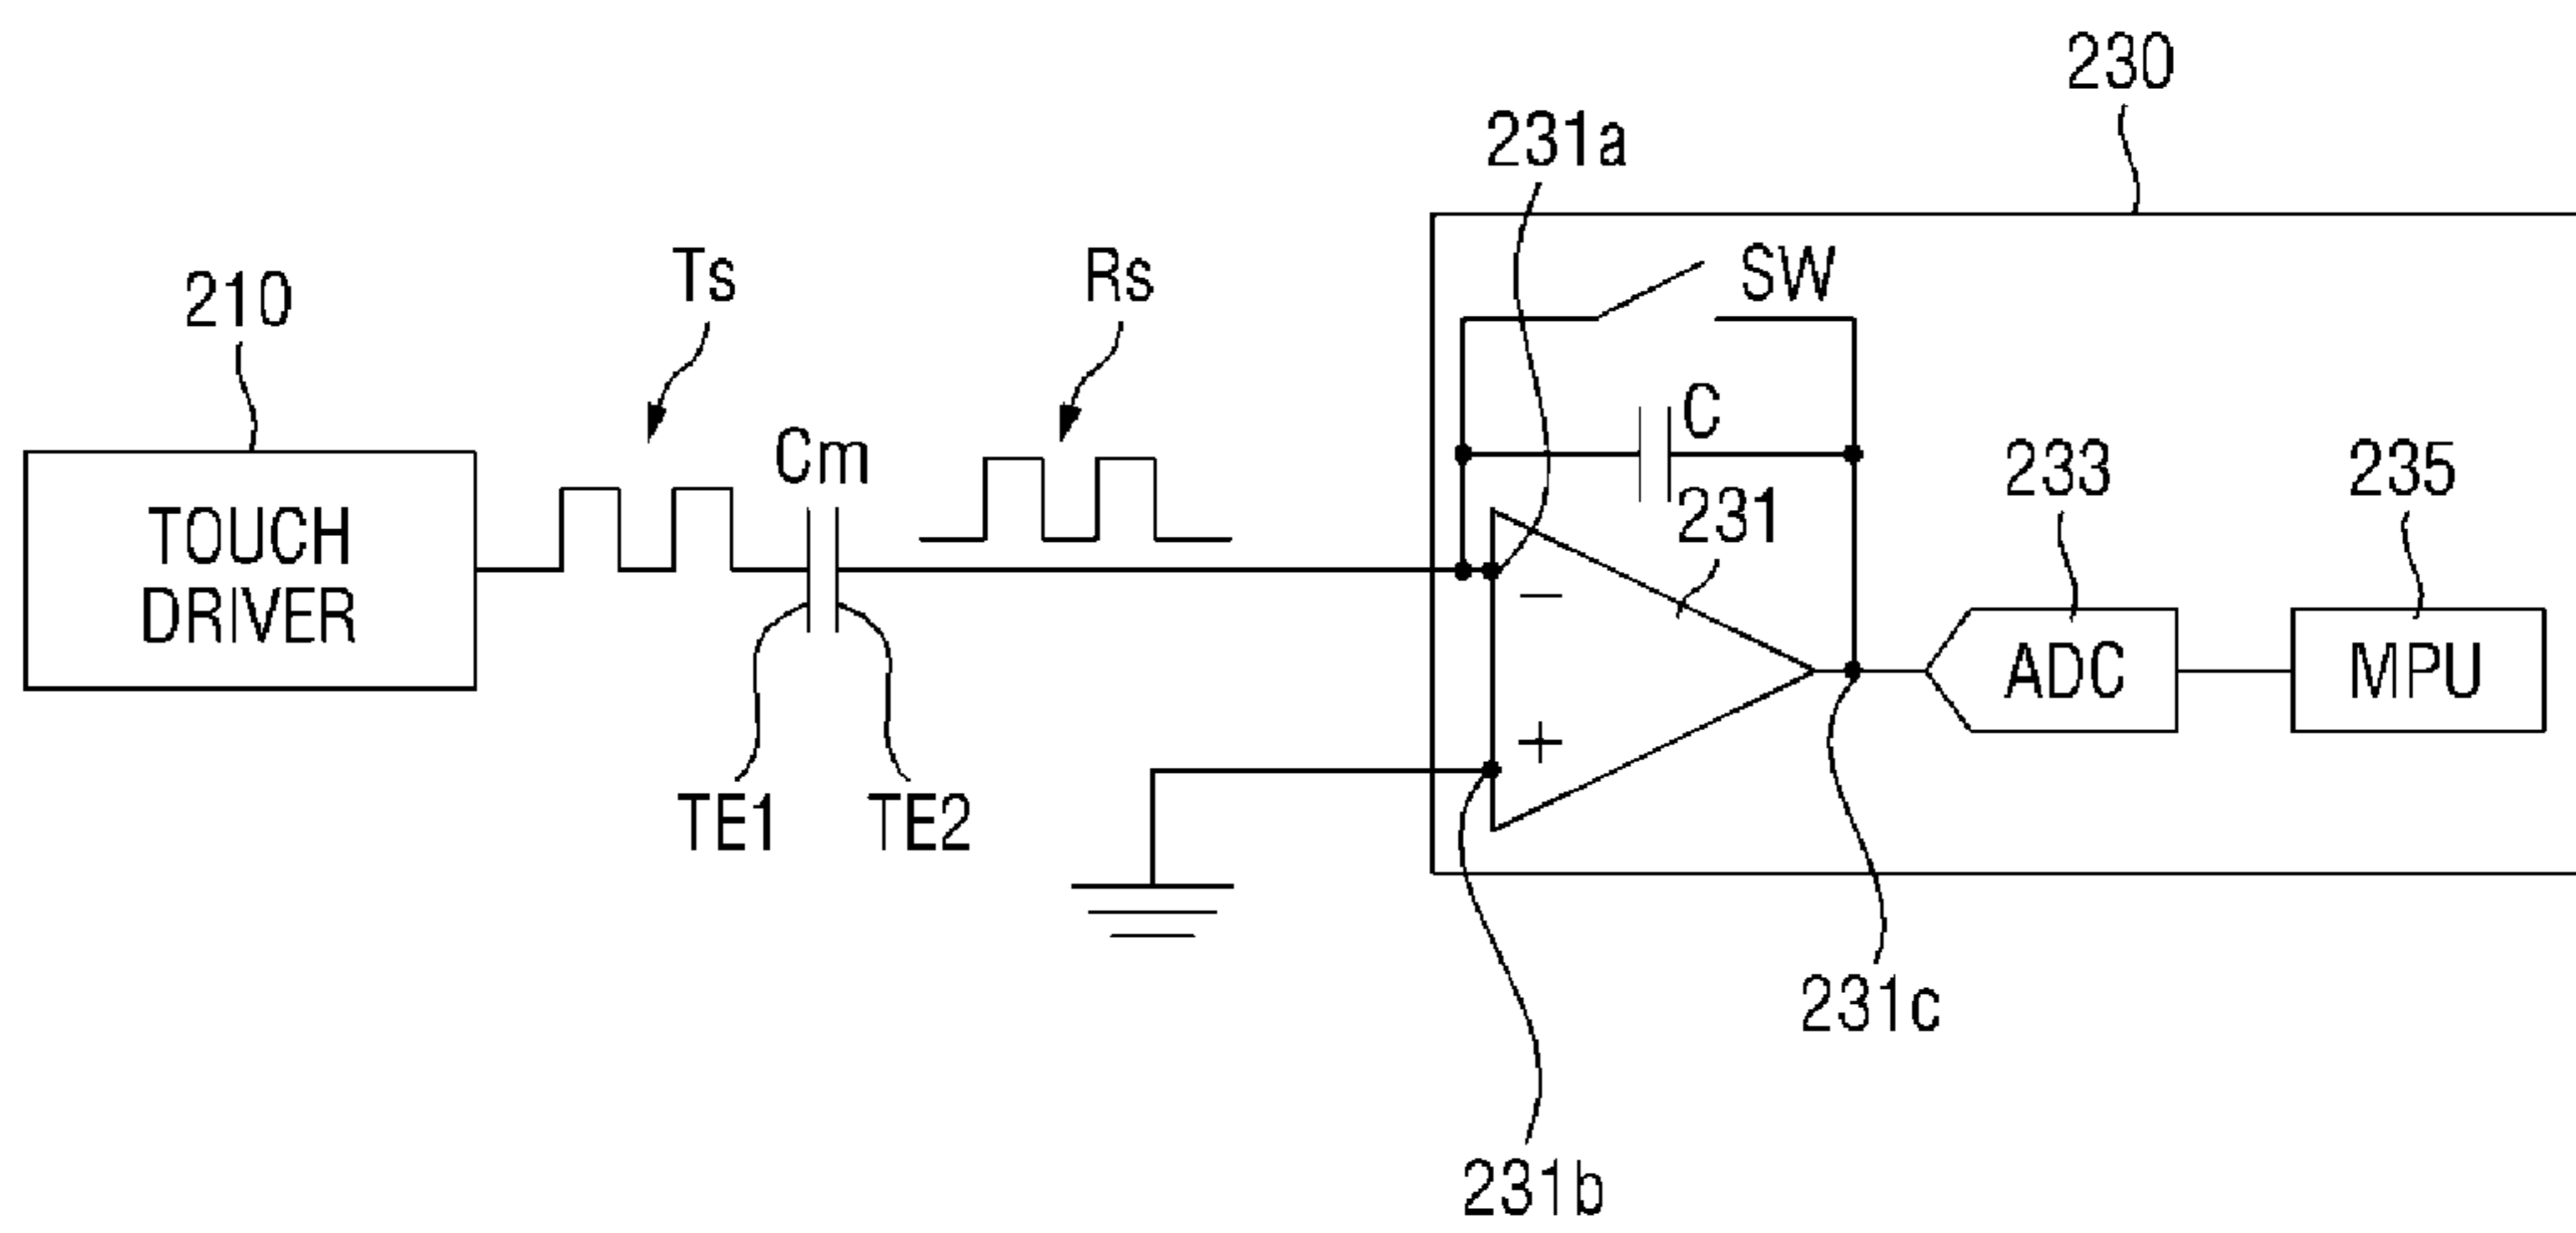 230
231a
Ts
Rs
SW
210
C
Cm
233
235
231
TOUCH
DRIVER
−
ADC
MPU
+
TE1
TE2
231c
231b